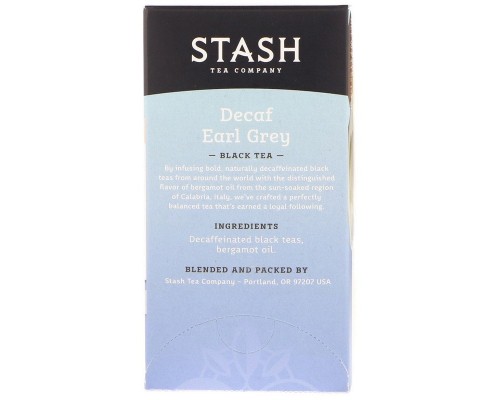 STASH
TEA COMPANY
Decaf
Earl Grey
— BLACK TEA —
By infusing bold, naturally decaffeinated black
teas from around the world with the distinguished
flavor of bergamot oil from the sun-soaked region
of Calabria, Italy, we've crafted a perfectly
balanced tea that's earned a loyal following.
INGREDIENTS
Decaffeinated black teas,
bergamot oil.
BLENDED AND PACKED BY
Stash Tea Company – Portland, OR 97207 USA